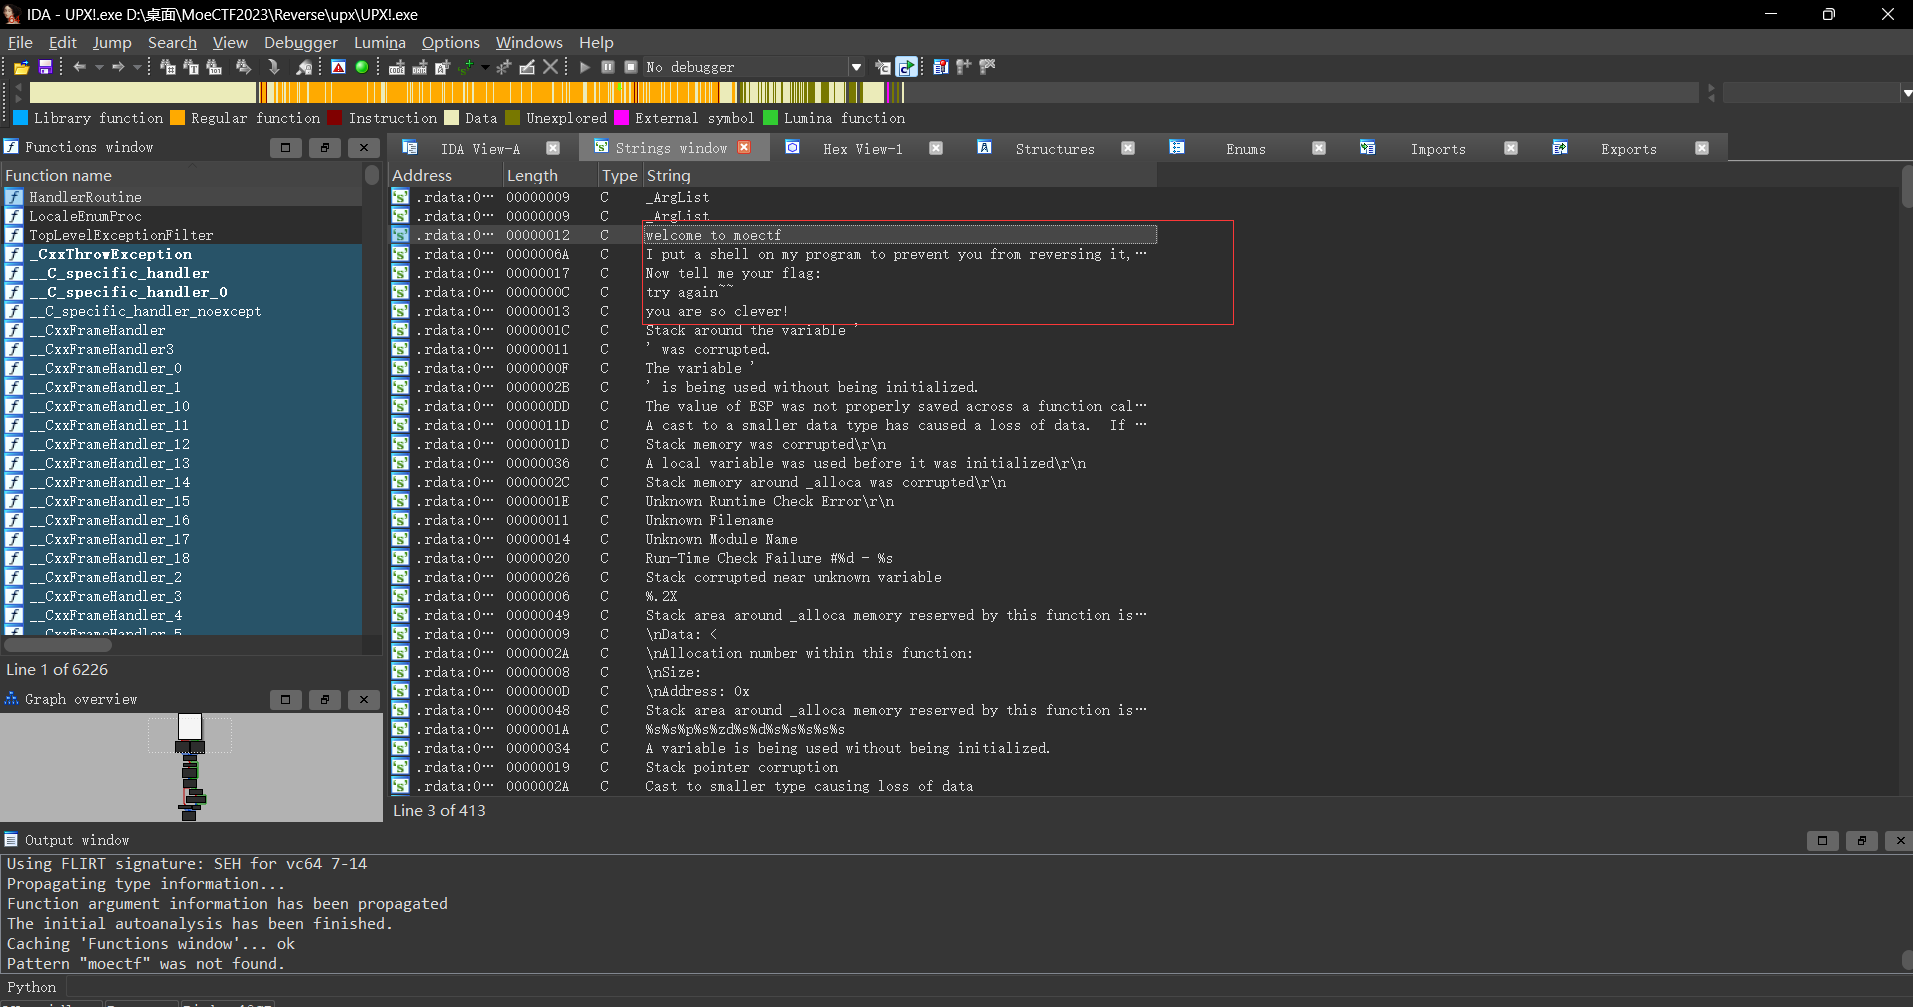 IDA - UPX!.exe D:\桌面\MoeCTF2023\Reverse\upx\UPX!.exe
File Edit Jump Search View Debugger Lumina Options Windows Help
No debugger
Library function Regular function Instruction Data Unexplored External symbol Lumina function
Functions window
IDA View-A Strings window Hex View-1 Structures Enums Imports Exports
Function name
HandlerRoutine
LocaleEnumProc
TopLevelExceptionFilter
_CxxThrowException
__C_specific_handler
__C_specific_handler_0
__C_specific_handler_noexcept
__CxxFrameHandler
__CxxFrameHandler3
__CxxFrameHandler_0
__CxxFrameHandler_1
__CxxFrameHandler_10
__CxxFrameHandler_11
__CxxFrameHandler_12
__CxxFrameHandler_13
__CxxFrameHandler_14
__CxxFrameHandler_15
__CxxFrameHandler_16
__CxxFrameHandler_17
__CxxFrameHandler_18
__CxxFrameHandler_2
__CxxFrameHandler_3
__CxxFrameHandler_4
__CxxFrameHandler_5
Line 1 of 6226
Graph overview
Address Length Type String
.rdata:0… 00000009 C _ArgList
.rdata:0… 00000009 C _ArgList
.rdata:0… 00000012 C welcome to moectf
.rdata:0… 0000006A C I put a shell on my program to prevent you from reversing it,…
.rdata:0… 00000017 C Now tell me your flag:
.rdata:0… 0000000C C try again~~
.rdata:0… 00000013 C you are so clever!
.rdata:0… 0000001C C Stack around the variable '
.rdata:0… 00000011 C ' was corrupted.
.rdata:0… 0000000F C The variable '
.rdata:0… 0000002B C ' is being used without being initialized.
.rdata:0… 000000DD C The value of ESP was not properly saved across a function cal…
.rdata:0… 0000011D C A cast to a smaller data type has caused a loss of data.  If …
.rdata:0… 0000001D C Stack memory was corrupted\r\n
.rdata:0… 00000036 C A local variable was used before it was initialized\r\n
.rdata:0… 0000002C C Stack memory around _alloca was corrupted\r\n
.rdata:0… 0000001E C Unknown Runtime Check Error\r\n
.rdata:0… 00000011 C Unknown Filename
.rdata:0… 00000014 C Unknown Module Name
.rdata:0… 00000020 C Run-Time Check Failure #%d - %s
.rdata:0… 00000026 C Stack corrupted near unknown variable
.rdata:0… 00000006 C %.2X
.rdata:0… 00000049 C Stack area around _alloca memory reserved by this function is…
.rdata:0… 00000009 C \nData: <
.rdata:0… 0000002A C \nAllocation number within this function:
.rdata:0… 00000008 C \nSize:
.rdata:0… 0000000D C \nAddress: 0x
.rdata:0… 00000048 C Stack area around _alloca memory reserved by this function is…
.rdata:0… 0000001A C %s%s%p%s%zd%s%d%s%s%s%s%s
.rdata:0… 00000034 C A variable is being used without being initialized.
.rdata:0… 00000019 C Stack pointer corruption
.rdata:0… 0000002A C Cast to smaller type causing loss of data
Line 3 of 413
Output window
Using FLIRT signature: SEH for vc64 7-14
Propagating type information...
Function argument information has been propagated
The initial autoanalysis has been finished.
Caching 'Functions window'... ok
Pattern "moectf" was not found.
Python